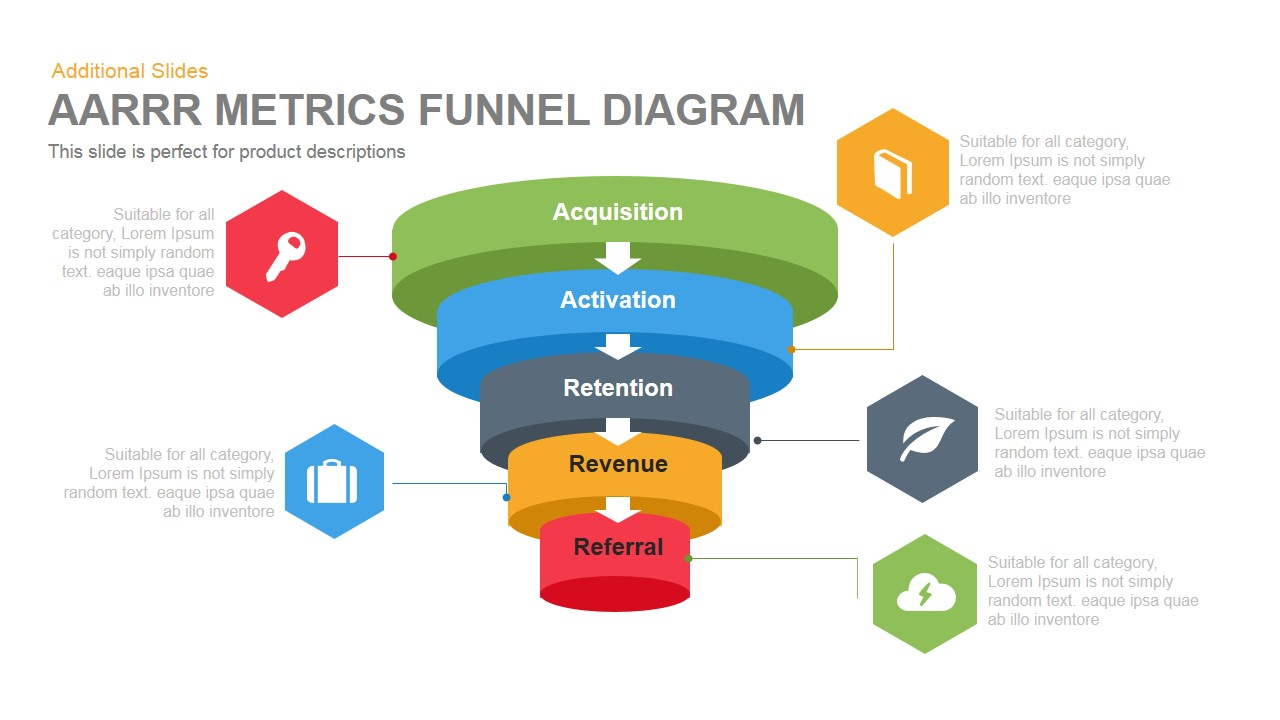 Additional Slides
AARRR METRICS FUNNEL DIAGRAM
This slide is perfect for product descriptions
Suitable for all category,
Lorem Ipsum is not simply
random text. eaque ipsa quae
ab illo inventore
Suitable for all
category, Lorem Ipsum
is not simply random
text. eaque ipsa quae
ab illo inventore
Acquisition
Activation
Retention
Revenue
Referral
Suitable for all category,
Lorem Ipsum is not simply
random text. eaque ipsa quae
ab illo inventore
Suitable for all category,
Lorem Ipsum is not simply
random text. eaque ipsa quae
ab illo inventore
Suitable for all category,
Lorem Ipsum is not simply
random text. eaque ipsa quae
ab illo inventore